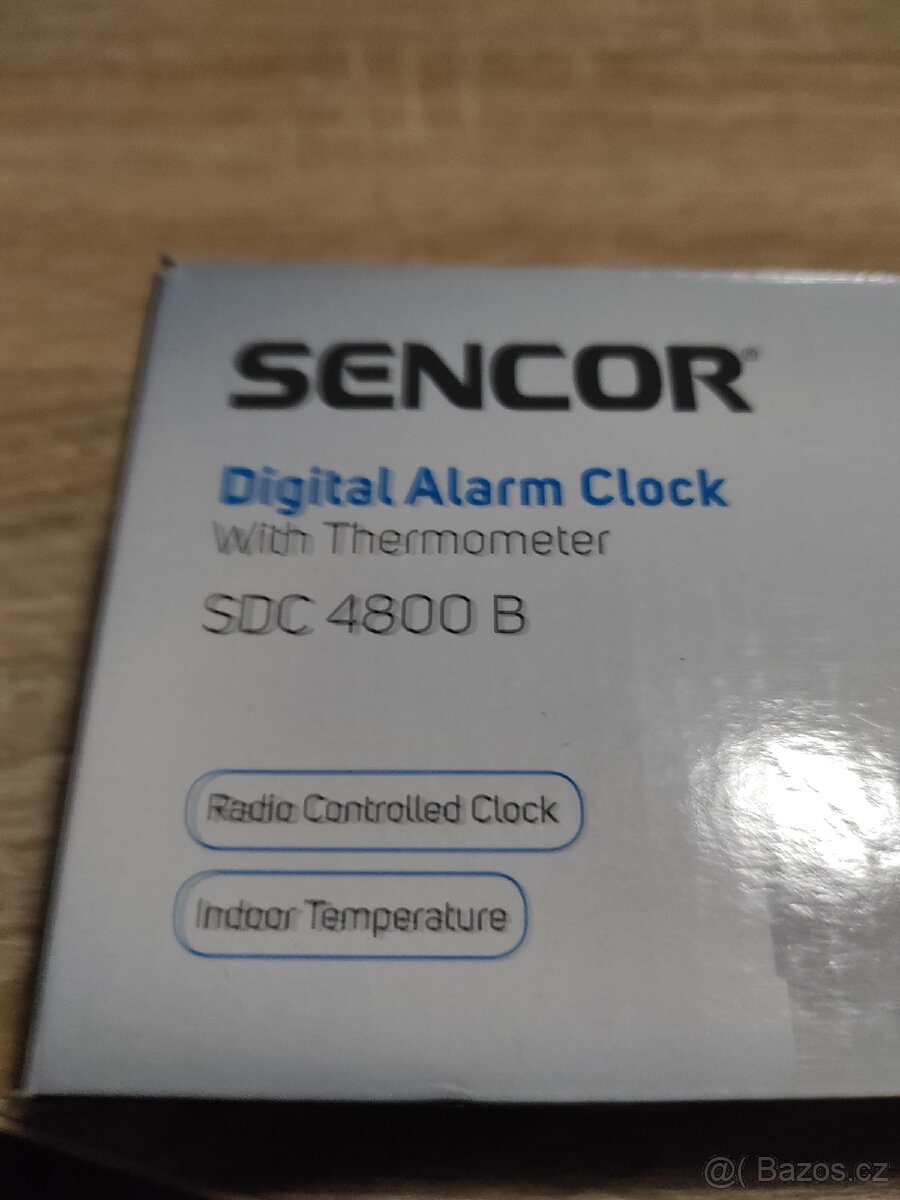 SENCOR®
Digital Alarm Clock
With Thermometer
SDC 4800 B
Radio Controlled Clock
Indoor Temperature
@( Bazos.cz